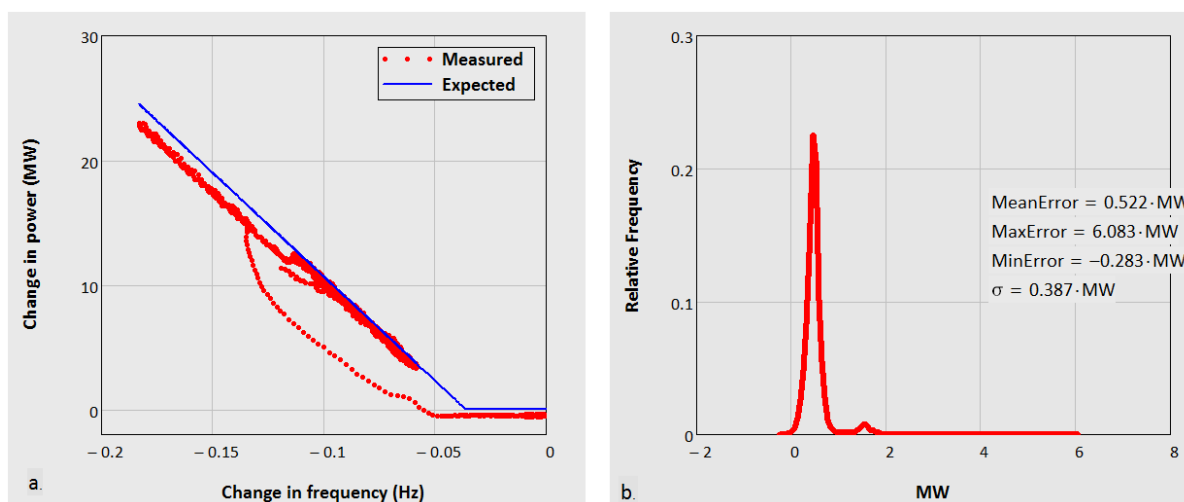 30
20
10
0
−0.2
−0.15
−0.1
−0.05
0
Change in power (MW)
Change in frequency (Hz)
Measured
Expected
a.
0.3
0.2
0.1
0
−2
0
2
4
6
8
Relative Frequency
MW
MeanError = 0.522·MW
MaxError = 6.083·MW
MinError = −0.283·MW
σ = 0.387·MW
b.